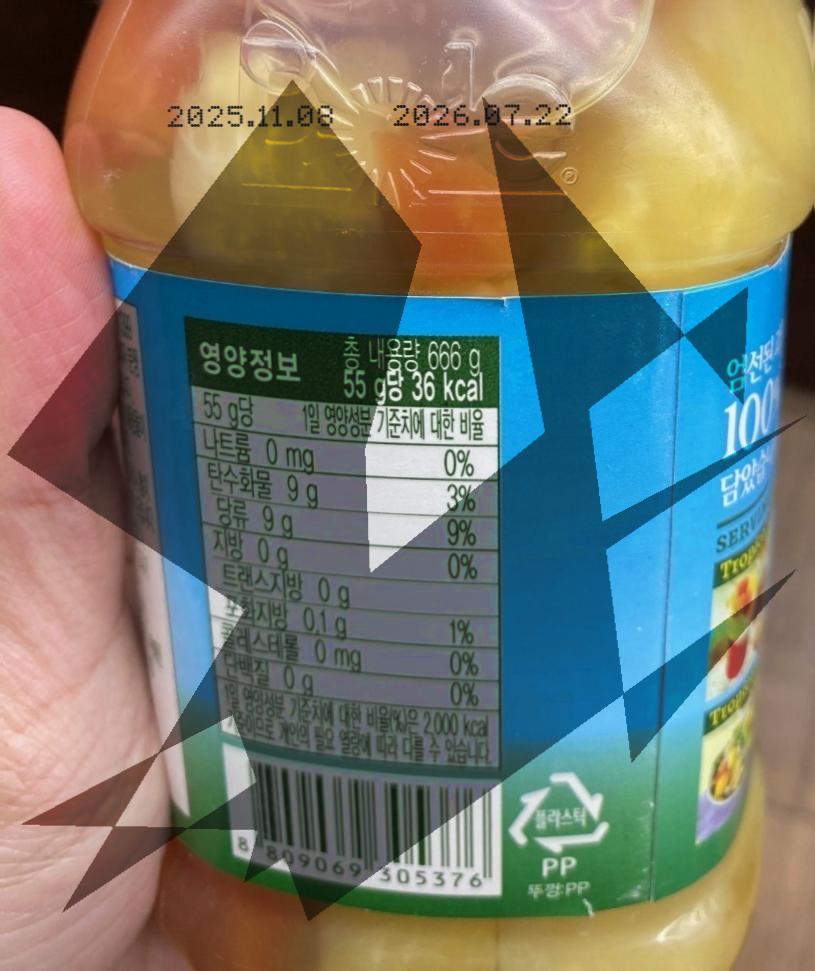 2025.11.08 2026.07.22
영양정보 총 내용량 666 g
55 g당 36 kcal
55 g당 1일 영양성분 기준치에 대한 비율
나트륨 0 mg 0%
탄수화물 9 g 3%
당류 9 g 9%
지방 0 g 0%
트랜스지방 0 g
포화지방 0.1 g 1%
콜레스테롤 0 mg 0%
단백질 0 g 0%
1일 영양성분 기준치에 대한 비율(%)은 2,000 kcal
기준이므로 개인의 필요 열량에 따라 다를 수 있습니다.
8 809069 305376
플라스틱
PP
뚜껑:PP
엄선된
100%